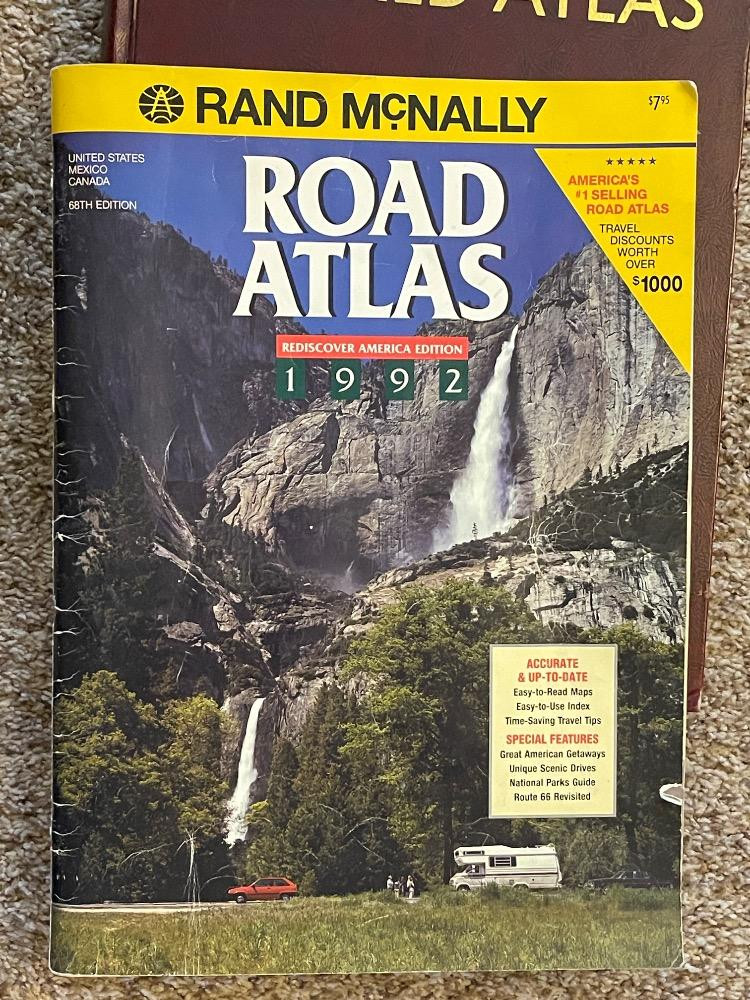 ATLAS
RAND McNALLY
$7.95
UNITED STATES
MEXICO
CANADA
68TH EDITION
ROAD
ATLAS
REDISCOVER AMERICA EDITION
1992
★★★★★
AMERICA'S
#1 SELLING
ROAD ATLAS
TRAVEL
DISCOUNTS
WORTH
OVER
$1000
ACCURATE
& UP-TO-DATE
Easy-to-Read Maps
Easy-to-Use Index
Time-Saving Travel Tips
SPECIAL FEATURES
Great American Getaways
Unique Scenic Drives
National Parks Guide
Route 66 Revisited